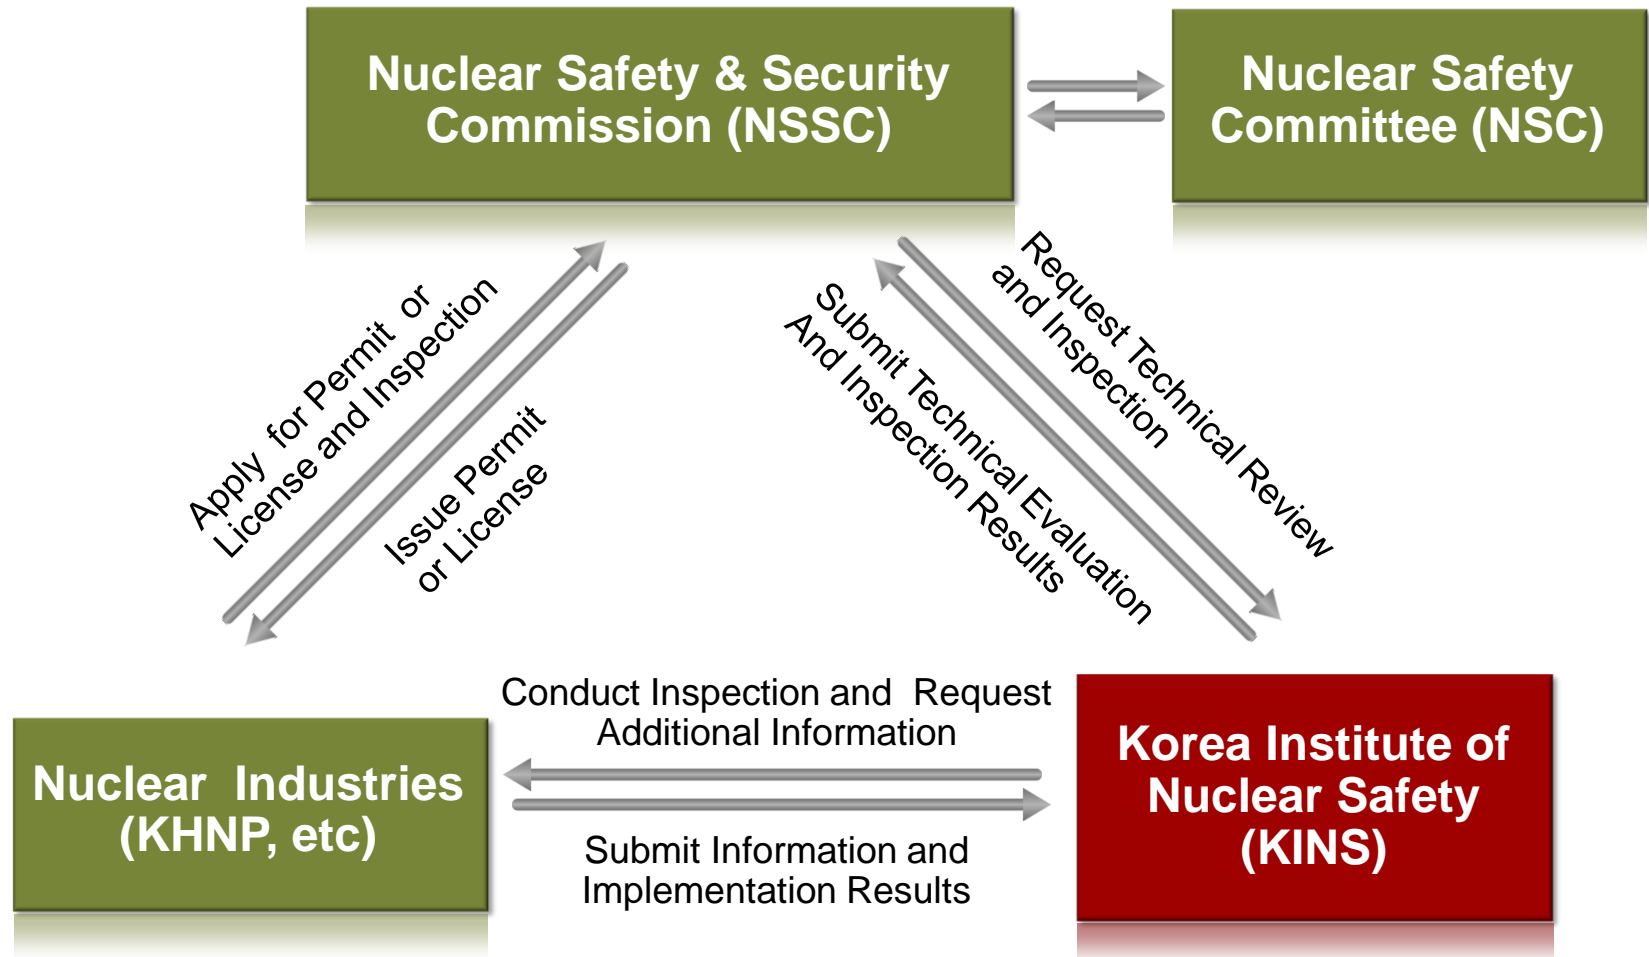 Nuclear Safety & Security
Commission (NSSC)
Nuclear Safety
Committee (NSC)
Apply for Permit or
License and Inspection
Issue Permit
or License
Submit Technical Evaluation
And Inspection Results
Request Technical Review
and Inspection
Conduct Inspection and Request
Additional Information
Nuclear Industries
(KHNP, etc)
Submit Information and
Implementation Results
Korea Institute of
Nuclear Safety
(KINS)